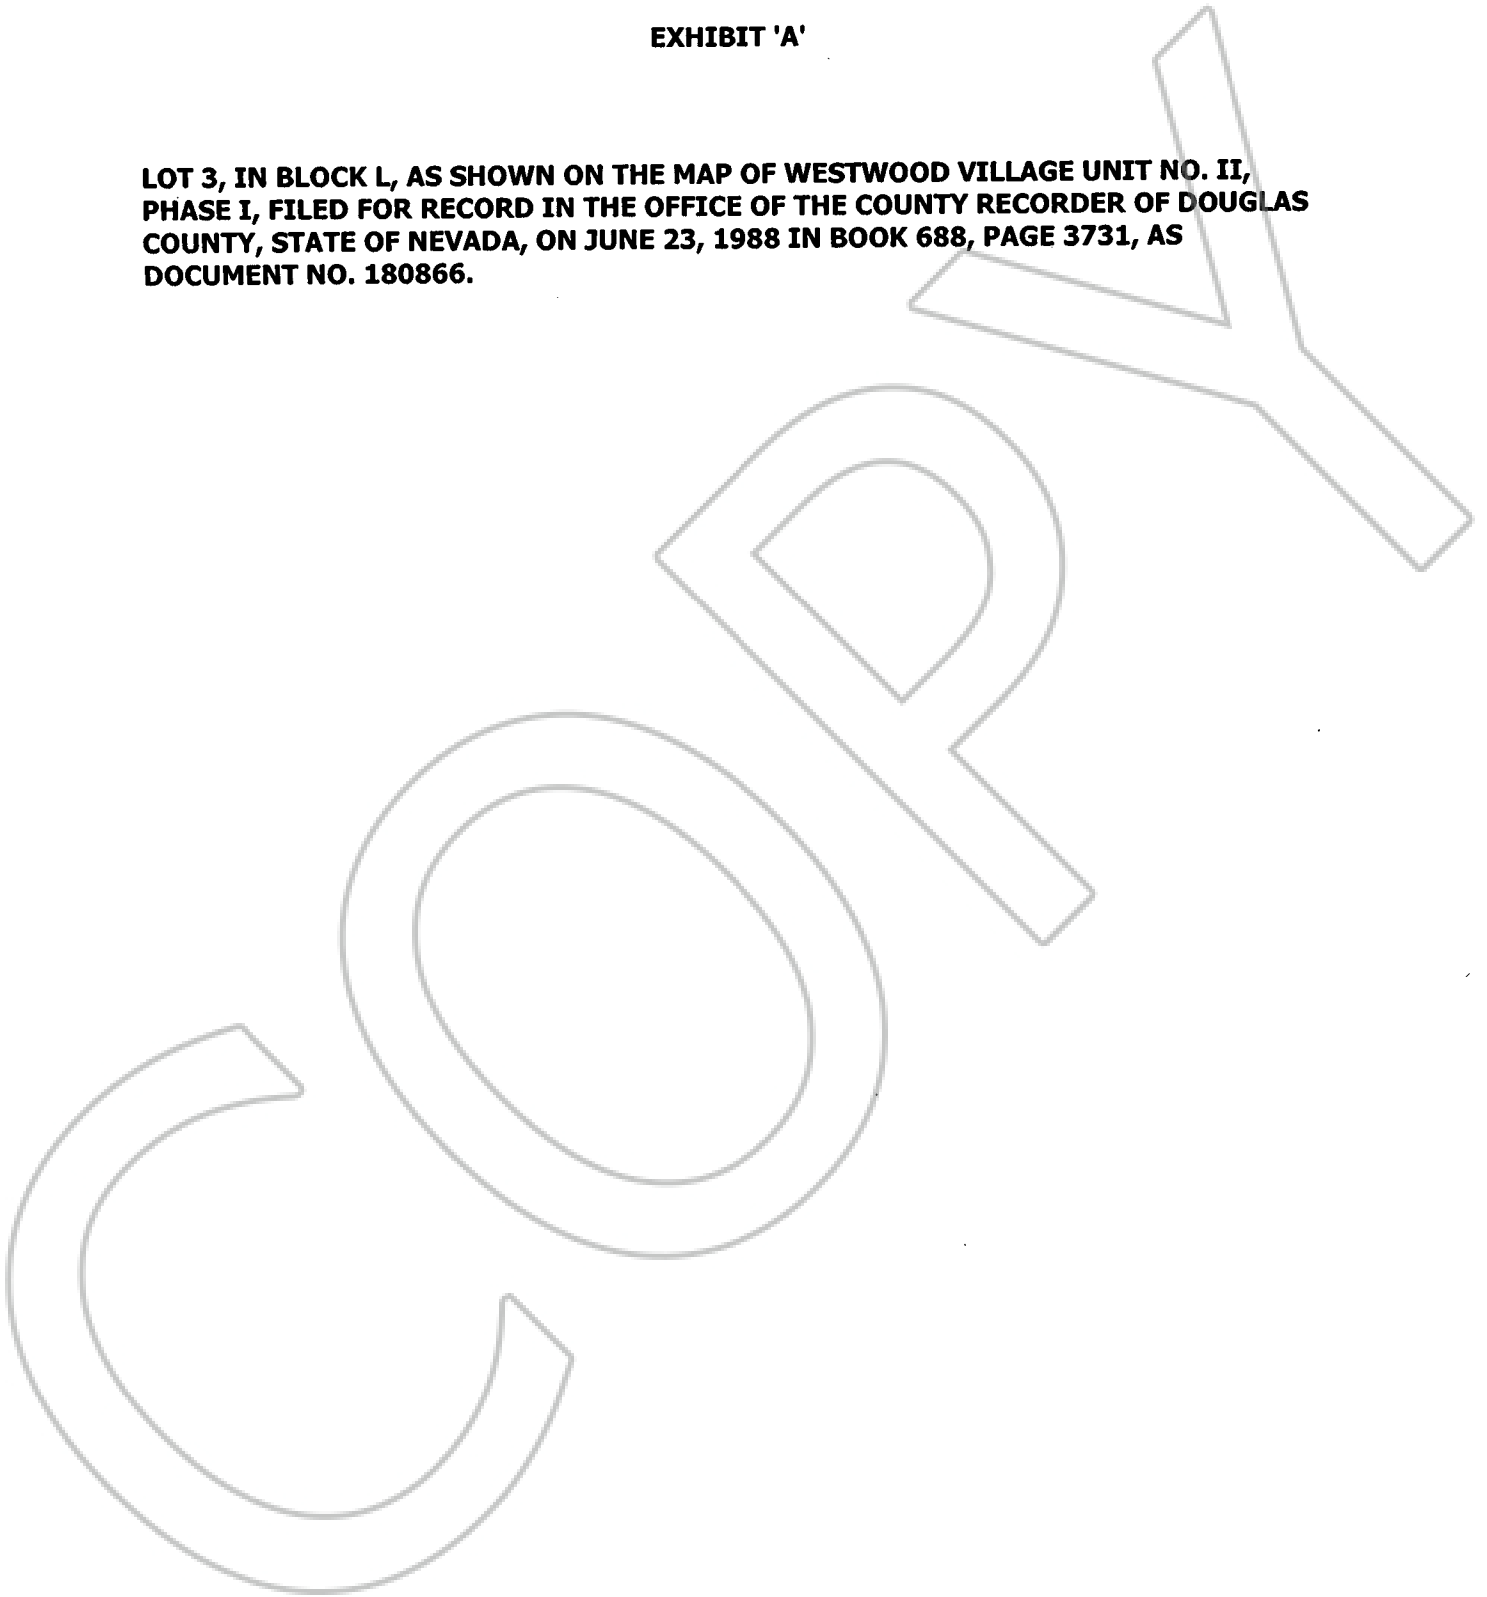 EXHIBIT 'A'
LOT 3, IN BLOCK L, AS SHOWN ON THE MAP OF WESTWOOD VILLAGE UNIT NO. II,
PHASE I, FILED FOR RECORD IN THE OFFICE OF THE COUNTY RECORDER OF DOUGLAS
COUNTY, STATE OF NEVADA, ON JUNE 23, 1988 IN BOOK 688, PAGE 3731, AS
DOCUMENT NO. 180866.
COPY